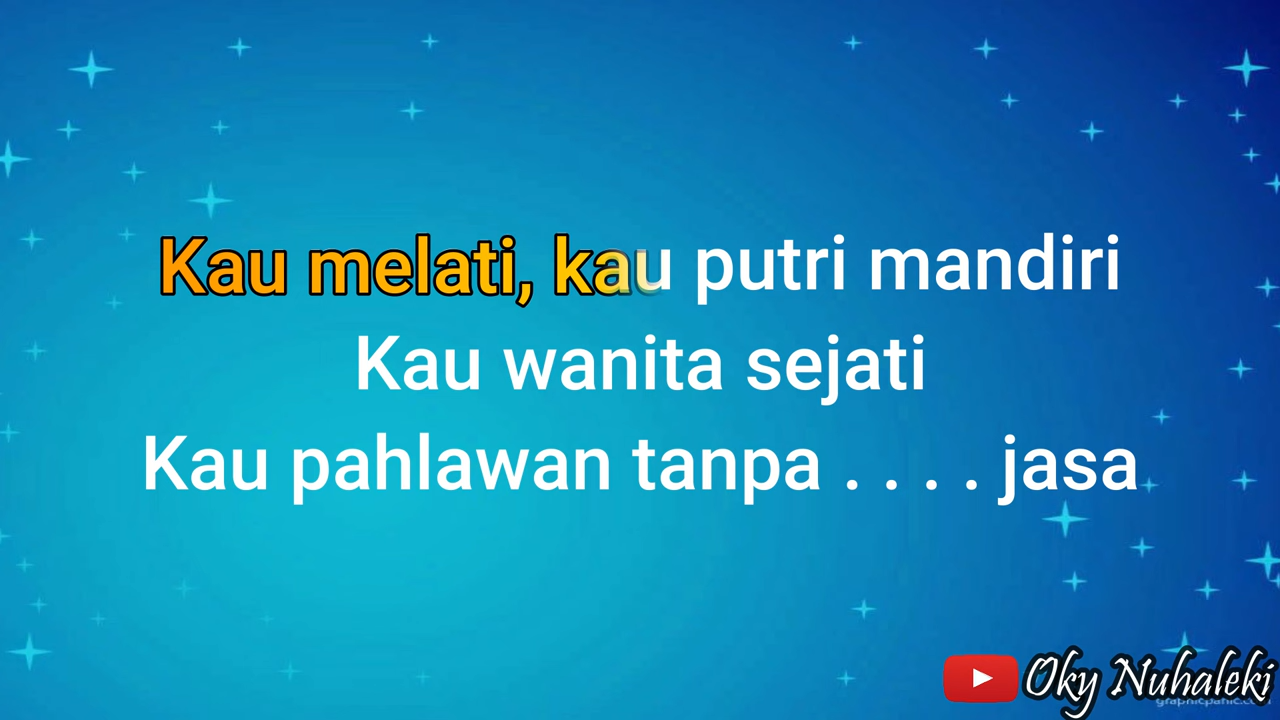 Kau melati, kau putri mandiri
Kau wanita sejati
Kau pahlawan tanpa . . . . jasa
Oky Nuhaleki